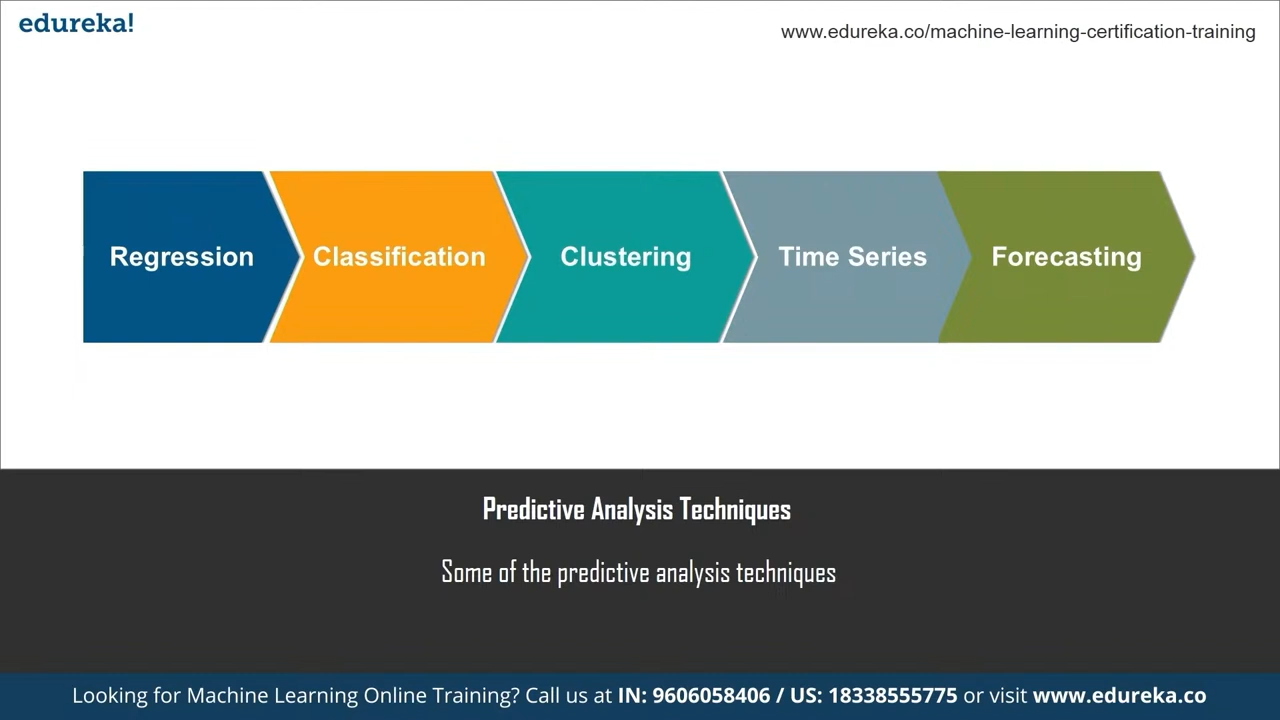 edureka!
www.edureka.co/machine-learning-certification-training
Regression
Classification
Clustering
Time Series
Forecasting
Predictive Analysis Techniques
Some of the predictive analysis techniques
Looking for Machine Learning Online Training? Call us at IN: 9606058406 / US: 18338555775 or visit www.edureka.co